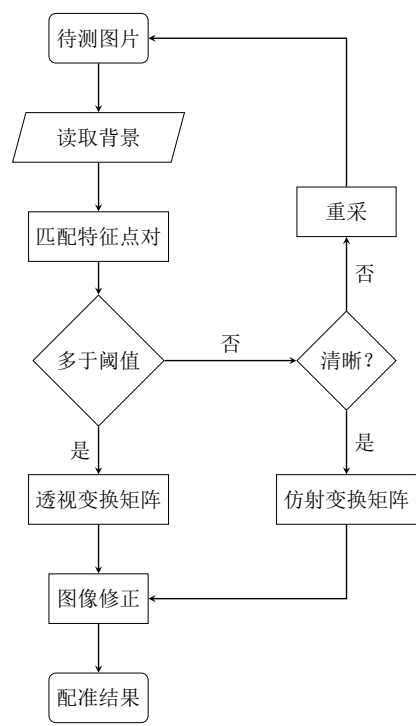 待测图片
读取背景
重采
匹配特征点对
否
否
多于阈值
清晰?
是
是
透视变换矩阵
仿射变换矩阵
图像修正
配准结果